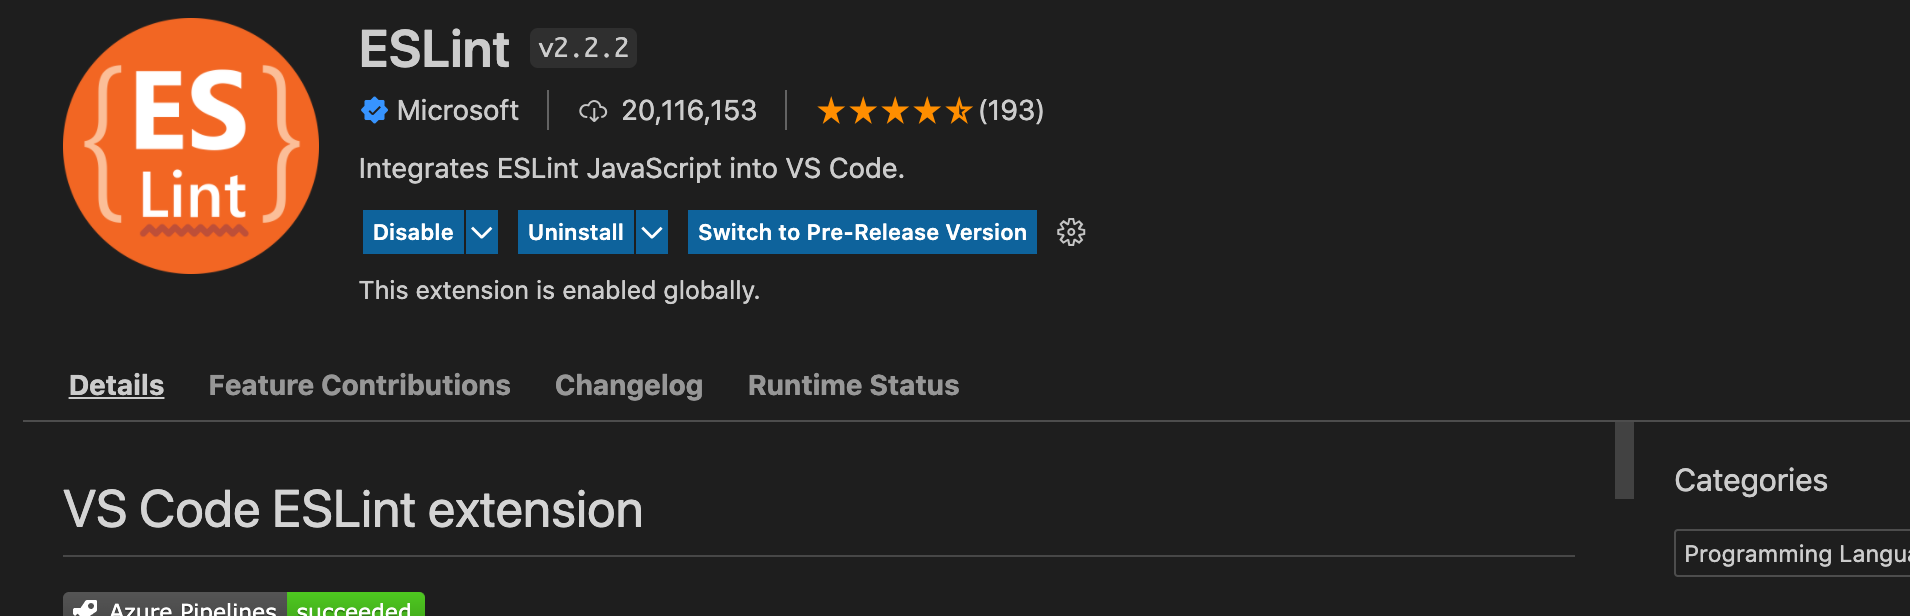 ES
Lint
ESLint v2.2.2
Microsoft 20,116,153 (193)
Integrates ESLint JavaScript into VS Code.
Disable Uninstall Switch to Pre-Release Version
This extension is enabled globally.
Details Feature Contributions Changelog Runtime Status
VS Code ESLint extension
Azure Pipelines succeeded
Categories
Programming Langua